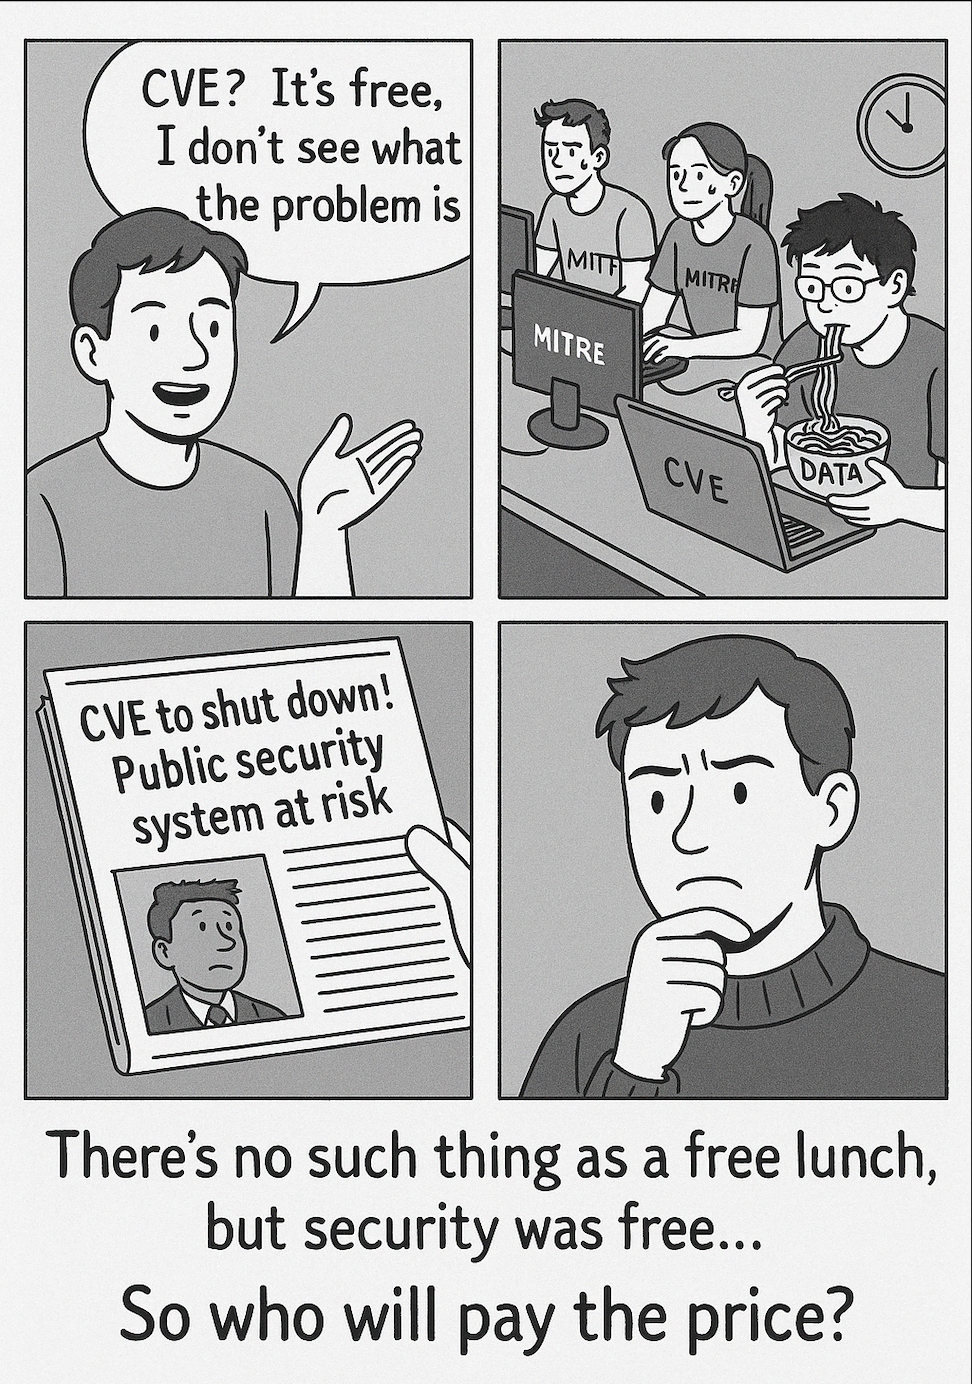 CVE? It's free,
I don't see what
the problem is
MITF
MITRE
MITRE
CVE
DATA
CVE to shut down!
Public security
system at risk
There's no such thing as a free lunch,
but security was free...
So who will pay the price?